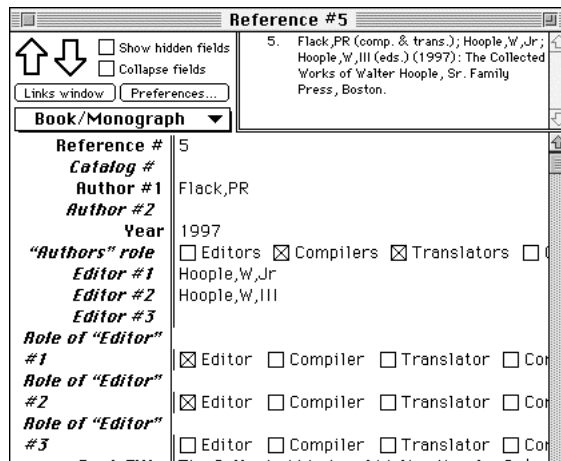 Reference #5
Show hidden fields
Collapse fields
Links window Preferences...
Book/Monograph
5. Flack,PR (comp. & trans.); Hoople,W,Jr;
Hoople,W,III (eds.) (1997): The Collected
Works of Walter Hoople, Sr. Family
Press, Boston.
Reference # 5
Catalog #
Author #1 Flack,PR
Author #2
Year 1997
"Authors" role Editors Compilers Translators
Editor #1 Hoople,W,Jr
Editor #2 Hoople,W,III
Editor #3
Role of "Editor"
#1 Editor Compiler Translator Con
Role of "Editor"
#2 Editor Compiler Translator Con
Role of "Editor"
#3 Editor Compiler Translator Con